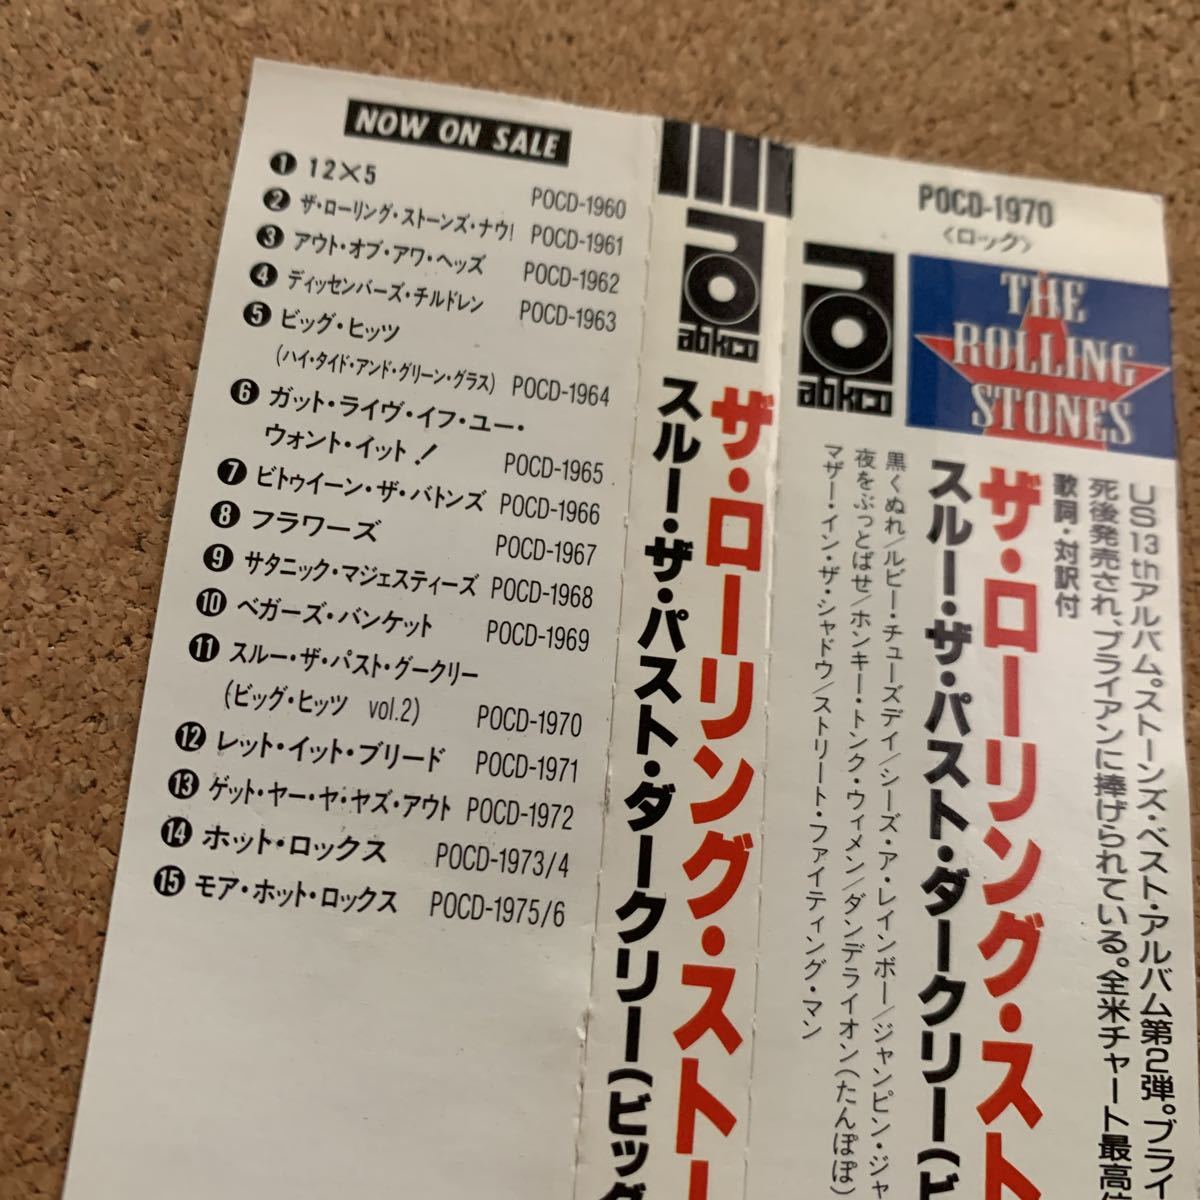 NOW ON SALE
❶ 12×5 POCD-1960
❷ ザ・ローリング・ストーンズ・ナウ! POCD-1961
❸ アウト・オブ・アワ・ヘッズ POCD-1962
❹ ディッセンバーズ・チルドレン POCD-1963
❺ ビッグ・ヒッツ
(ハイ・タイド・アンド・グリーン・グラス) POCD-1964
❻ ガット・ライヴ・イフ・ユー・
ウォント・イット! POCD-1965
❼ ビトゥイーン・ザ・バトンズ POCD-1966
❽ フラワーズ POCD-1967
❾ サタニック・マジェスティーズ POCD-1968
❿ ベガーズ・バンケット POCD-1969
⓫ スルー・ザ・パスト・グークリー
(ビッグ・ヒッツ vol.2) POCD-1970
⓬ レット・イット・ブリード POCD-1971
⓭ ゲット・ヤー・ヤ・ヤズ・アウト POCD-1972
⓮ ホット・ロックス POCD-1973/4
⓯ モア・ホット・ロックス POCD-1975/6
abkco
ザ・ローリング・ストー
スルー・ザ・パスト・ダークリー(ビッグ
POCD-1970
〈ロック〉
abkco
THE
ROLLING
STONES
US13thアルバム。ストーンズ・ベスト・アルバム第2弾。ブライ
死後発売され、ブライアンに捧げられている。全米チャート最高
歌詞・対訳付
ザ・ローリング・スト
スルー・ザ・パスト・ダークリー(ビ
黒くぬれ/ルビー・チューズデイ/シーズ・ア・レインボー/ジャンピン・ジャ
夜をぶっとばせ/ホンキー・トンク・ウィメン/ダンデライオン(たんぽぽ)
マザー・イン・ザ・シャドウ/ストリート・ファイティング・マン